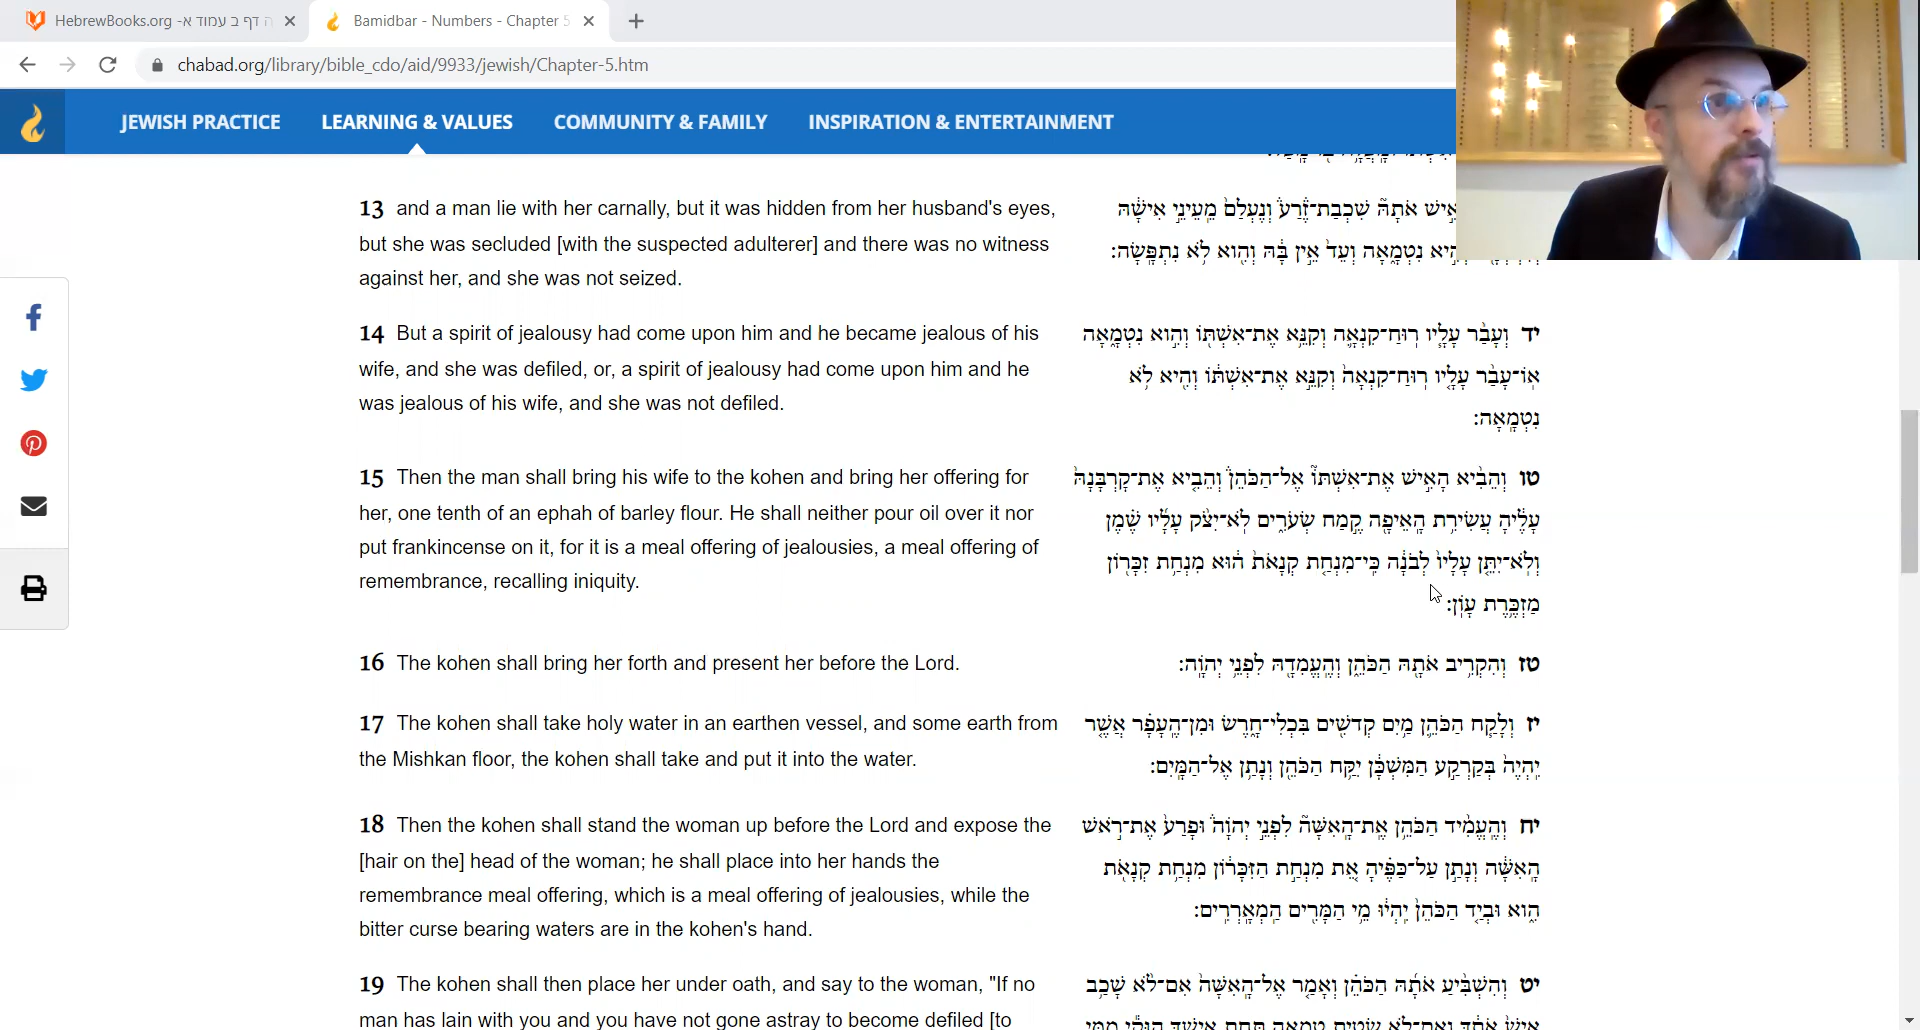 HebrewBooks.org -ה דף ב עמוד א
Bamidbar - Numbers - Chapter 5
chabad.org/library/bible_cdo/aid/9933/jewish/Chapter-5.htm
JEWISH PRACTICE LEARNING & VALUES COMMUNITY & FAMILY INSPIRATION & ENTERTAINMENT
13 and a man lie with her carnally, but it was hidden from her husband's eyes,
but she was secluded [with the suspected adulterer] and there was no witness
against her, and she was not seized.
אִ֣ישׁ אֹתָהּ֘ שִׁכְבַת־זֶ֒רַע֒ וְנֶעְלַם֙ מֵֽעֵינֵ֣י אִישָׁ֔הּ
הִ֣יא נִטְמָ֑אָה וְעֵד֙ אֵ֣ין בָּ֔הּ וְהִ֖וא לֹ֥א נִתְפָּֽשָׂה:
14 But a spirit of jealousy had come upon him and he became jealous of his
wife, and she was defiled, or, a spirit of jealousy had come upon him and he
was jealous of his wife, and she was not defiled.
יד וְעָבַ֨ר עָלָ֧יו רֽוּחַ־קִנְאָ֛ה וְקִנֵּ֥א אֶת־אִשְׁתּ֖וֹ וְהִ֣וא נִטְמָ֑אָה
אֽוֹ־עָבַ֨ר עָלָ֤יו רֽוּחַ־קִנְאָה֙ וְקִנֵּ֣א אֶת־אִשְׁתּ֔וֹ וְהִ֖יא לֹ֥א
נִטְמָֽאָה:
15 Then the man shall bring his wife to the kohen and bring her offering for
her, one tenth of an ephah of barley flour. He shall neither pour oil over it nor
put frankincense on it, for it is a meal offering of jealousies, a meal offering of
remembrance, recalling iniquity.
טו וְהֵבִ֨יא הָאִ֣ישׁ אֶת־אִשְׁתּוֹ֘ אֶל־הַכֹּהֵן֒ וְהֵבִ֤יא אֶת־קָרְבָּנָהּ֙
עָלֶ֔יהָ עֲשִׂירִ֥ת הָֽאֵיפָ֖ה קֶ֣מַח שְׂעֹרִ֑ים לֹֽא־יִצֹ֨ק עָלָ֜יו שֶׁ֗מֶן
וְלֹֽא־יִתֵּ֤ן עָלָיו֙ לְבֹנָ֔ה כִּֽי־מִנְחַ֤ת קְנָאֹת֙ ה֔וּא מִנְחַ֥ת זִכָּר֖וֹן
מַזְכֶּ֥רֶת עָוֹֽן:
16 The kohen shall bring her forth and present her before the Lord.
טז וְהִקְרִ֥יב אֹתָ֖הּ הַכֹּהֵ֑ן וְהֶֽעֱמִדָ֖הּ לִפְנֵ֥י יְהֹוָֽה:
17 The kohen shall take holy water in an earthen vessel, and some earth from
the Mishkan floor, the kohen shall take and put it into the water.
יז וְלָקַ֧ח הַכֹּהֵ֛ן מַ֥יִם קְדשִׁ֖ים בִּכְלִי־חָ֑רֶשׂ וּמִן־הֶֽעָפָ֗ר אֲשֶׁ֤ר
יִֽהְיֶה֙ בְּקַרְקַ֣ע הַמִּשְׁכָּ֔ן יִקַּ֥ח הַכֹּהֵ֖ן וְנָתַ֥ן אֶל־הַמָּֽיִם:
18 Then the kohen shall stand the woman up before the Lord and expose the
[hair on the] head of the woman; he shall place into her hands the
remembrance meal offering, which is a meal offering of jealousies, while the
bitter curse bearing waters are in the kohen's hand.
יח וְהֶֽעֱמִ֨יד הַכֹּהֵ֥ן אֶֽת־הָֽאִשָּׁה֘ לִפְנֵ֣י יְהֹוָה֒ וּפָרַע֙ אֶת־רֹ֣אשׁ
הָֽאִשָּׁ֔ה וְנָתַ֣ן עַל־כַּפֶּ֗יהָ אֵ֚ת מִנְחַ֣ת הַזִּכָּר֔וֹן מִנְחַ֥ת קְנָאֹ֖ת
הִ֑וא וּבְיַ֤ד הַכֹּהֵן֙ יִֽהְי֔וּ מֵ֥י הַמָּרִ֖ים הַֽמְאָֽרְרִֽים:
19 The kohen shall then place her under oath, and say to the woman, "If no
man has lain with you and you have not gone astray to become defiled [to
יט וְהִשְׁבִּ֨יעַ אֹתָ֜הּ הַכֹּהֵ֗ן וְאָמַ֤ר אֶל־הָֽאִשָּׁה֙ אִם־לֹ֨א שָׁכַ֥ב